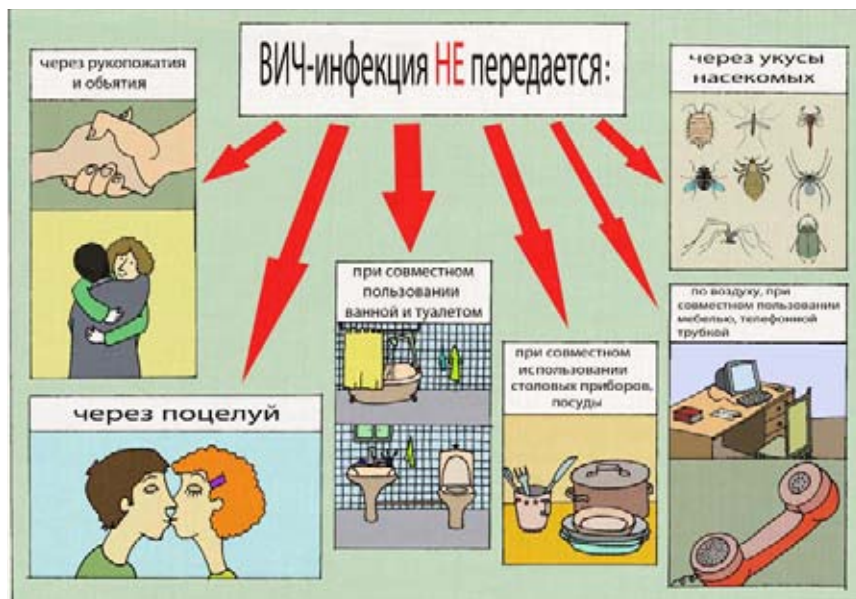 ВИЧ-инфекция НЕ передается:
через рукопожатия
и обьятия
через поцелуй
при совместном
пользовании
ванной и туалетом
при совместном
использовании
столовых приборов,
посуды
через укусы
насекомых
по воздуху, при
совместном пользовании
мебелью, телефонной
трубкой